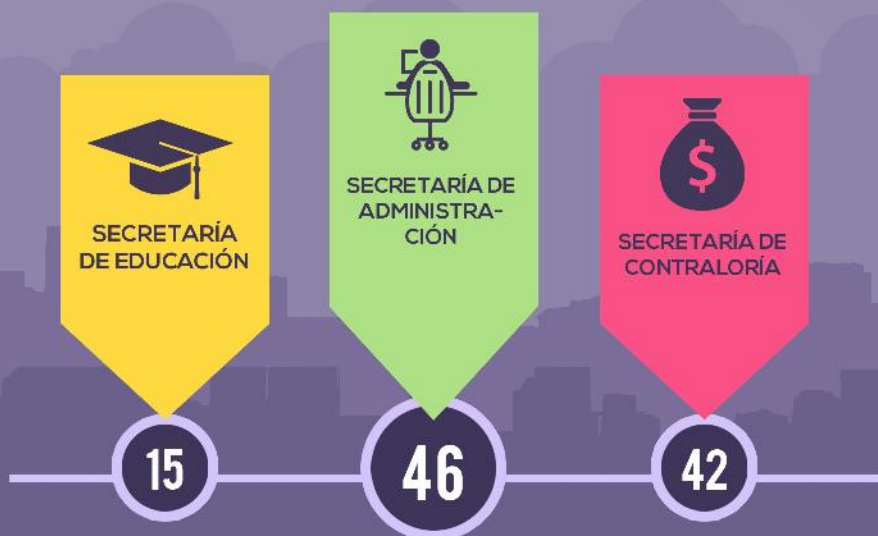 SECRETARÍA
DE EDUCACIÓN
15
SECRETARÍA DE
ADMINISTRA-
CIÓN
46
$
SECRETARÍA DE
CONTRALORÍA
42